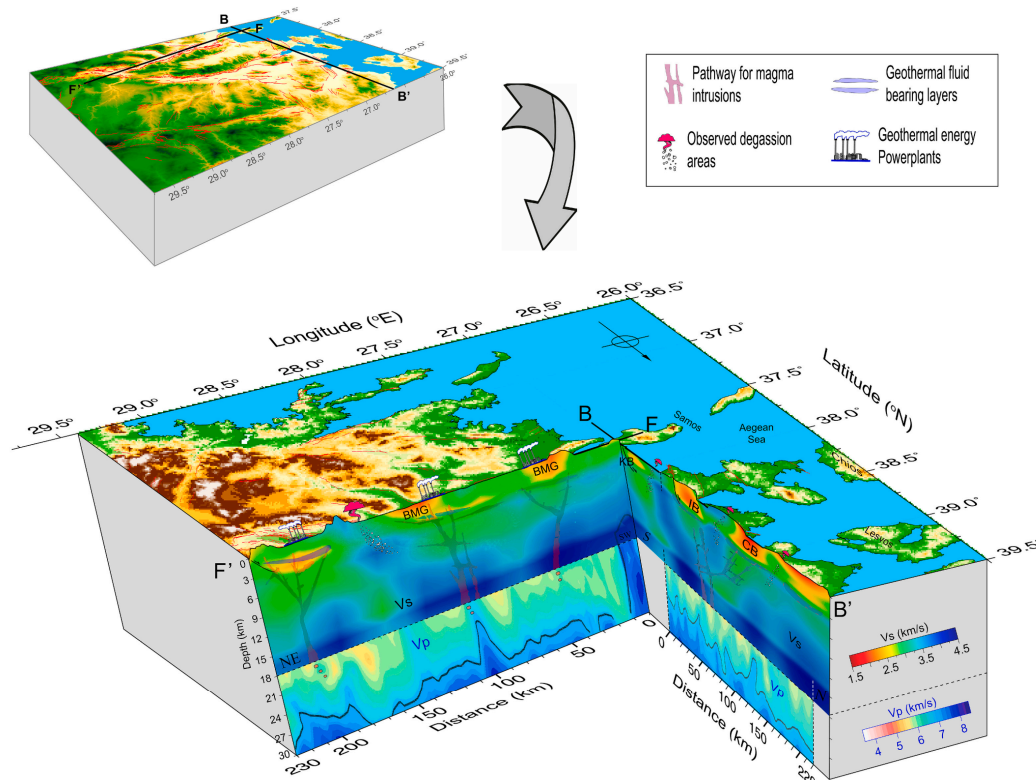 B
F
F'
B'
37.5°
38.0°
38.5°
39.0°
39.5°
26.0°
27.0°
27.5°
28.0°
28.5°
29.0°
29.5°
Pathway for magma
intrusions
Geothermal fluid
bearing layers
Observed degassion
areas
Geothermal energy
Powerplants
Longitude (°E)
29.5°
29.0°
28.5°
28.0°
27.5°
27.0°
26.5°
26.0°
36.5°
37.0°
37.5°
38.0°
38.5°
39.0°
39.5°
Latitude (°N)
B
F
Samos
Aegean
Sea
Chios
Lesvos
BMG
BMG
KB
IB
CB
F'
B'
Depth (km)
0
3
6
9
12
15
18
21
24
27
30
NE
SW
S
N
Vs
Vp
Vs
Vp
230
200
150
100
50
0
Distance (km)
0
50
100
150
220
Distance (km)
Vs (km/s)
1.5
2.5
3.5
4.5
Vp (km/s)
4
5
6
7
8